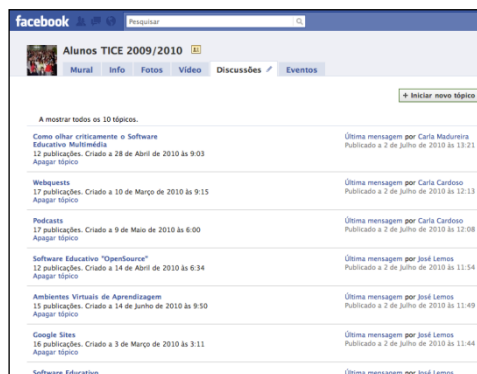 facebook
Pesquisar
Alunos TICE 2009/2010
Mural Info Fotos Vídeo Discussões Eventos
+ Iniciar novo tópico
A mostrar todos os 10 tópicos.
Como olhar criticamente o Software
Educativo Multimédia
12 publicações. Criado a 28 de Abril de 2010 às 9:03
Apagar tópico
Última mensagem por Carla Madureira
Publicado a 2 de Julho de 2010 às 13:21
Webquests
17 publicações. Criado a 10 de Março de 2010 às 9:15
Apagar tópico
Última mensagem por Carla Cardoso
Publicado a 2 de Julho de 2010 às 12:13
Podcasts
17 publicações. Criado a 9 de Maio de 2010 às 6:00
Apagar tópico
Última mensagem por Carla Cardoso
Publicado a 2 de Julho de 2010 às 12:08
Software Educativo "OpenSource"
12 publicações. Criado a 14 de Abril de 2010 às 6:34
Apagar tópico
Última mensagem por José Lemos
Publicado a 2 de Julho de 2010 às 11:54
Ambientes Virtuais de Aprendizagem
15 publicações. Criado a 14 de Junho de 2010 às 9:50
Apagar tópico
Última mensagem por José Lemos
Publicado a 2 de Julho de 2010 às 11:49
Google Sites
16 publicações. Criado a 3 de Março de 2010 às 3:11
Apagar tópico
Última mensagem por José Lemos
Publicado a 2 de Julho de 2010 às 11:44
Software Educativo
Última mensagem por José Lemos